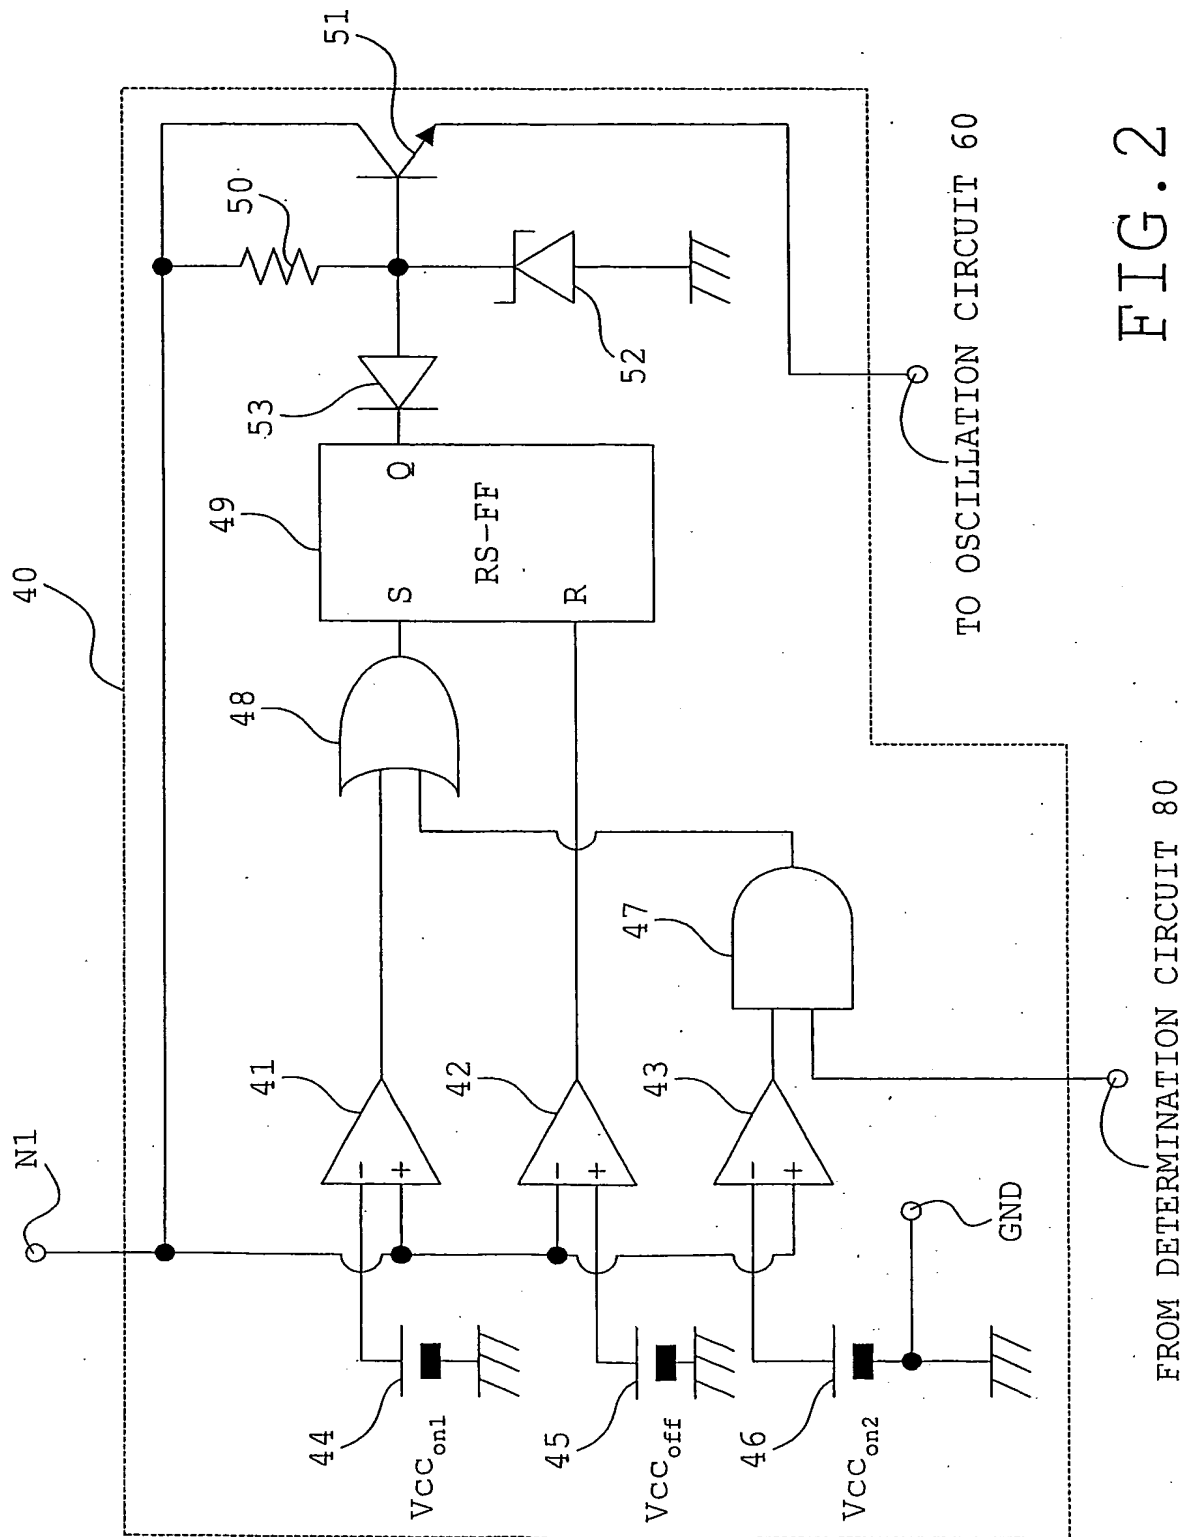 N1
40
41
42
43
44
VCC_on1
45
VCC_off
46
VCC_on2
GND
47
48
49
S
R
Q
RS-FF
50
51
52
53
-
+
-
+
-
+
TO OSCILLATION CIRCUIT 60
FROM DETERMINATION CIRCUIT 80
FIG.2